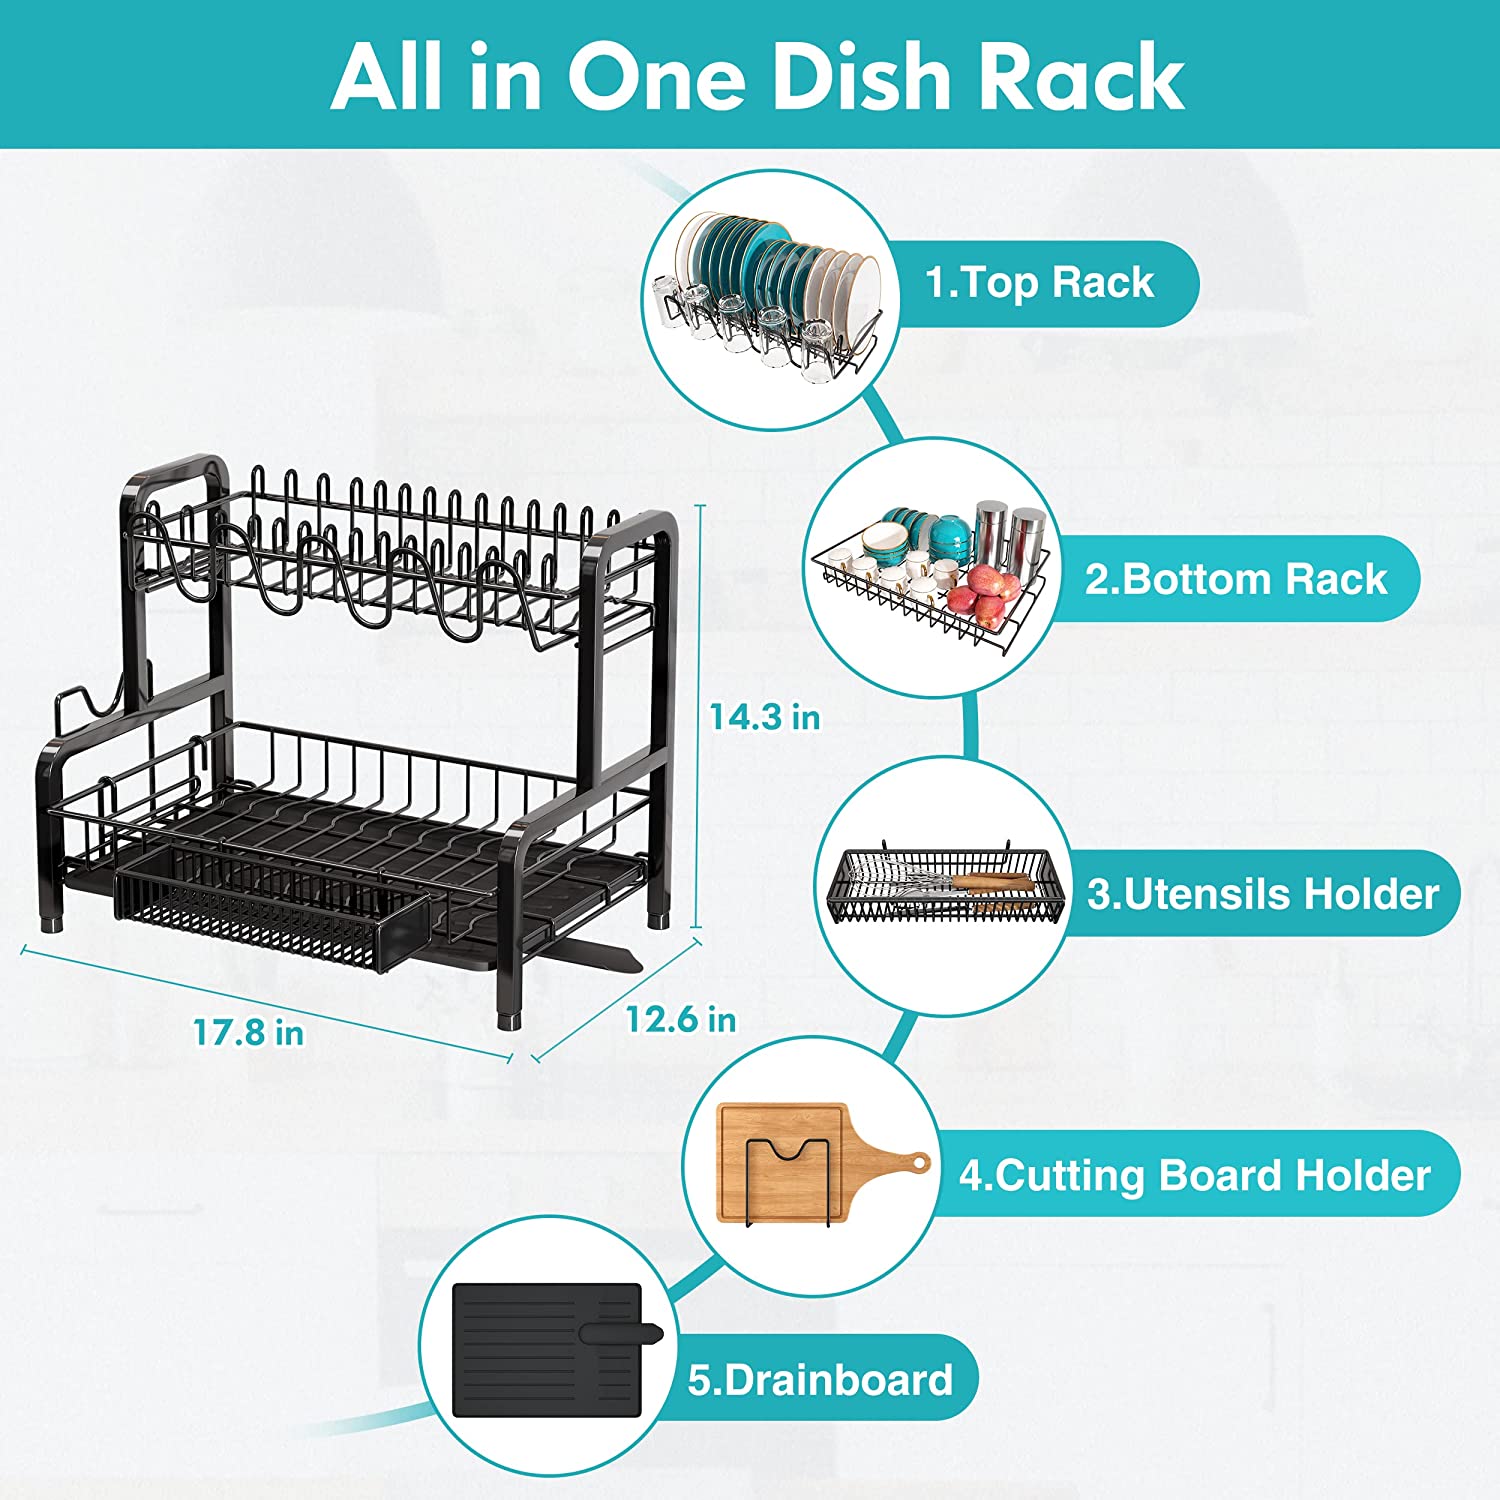 All in One Dish Rack
1.Top Rack
2.Bottom Rack
14.3 in
3.Utensils Holder
17.8 in
12.6 in
4.Cutting Board Holder
5.Drainboard